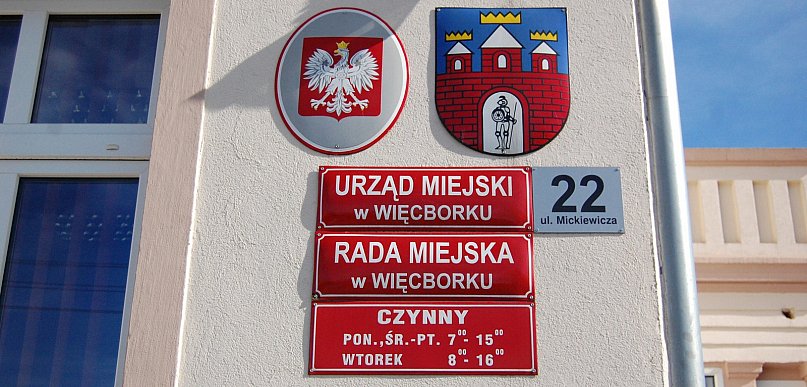 URZĄD MIEJSKI
w WIĘCBORKU
22
ul. Mickiewicza
RADA MIEJSKA
w WIĘCBORKU
CZYNNY
PON.,ŚR.-PT. 7⁰⁰- 15⁰⁰
WTOREK 8⁰⁰- 16⁰⁰